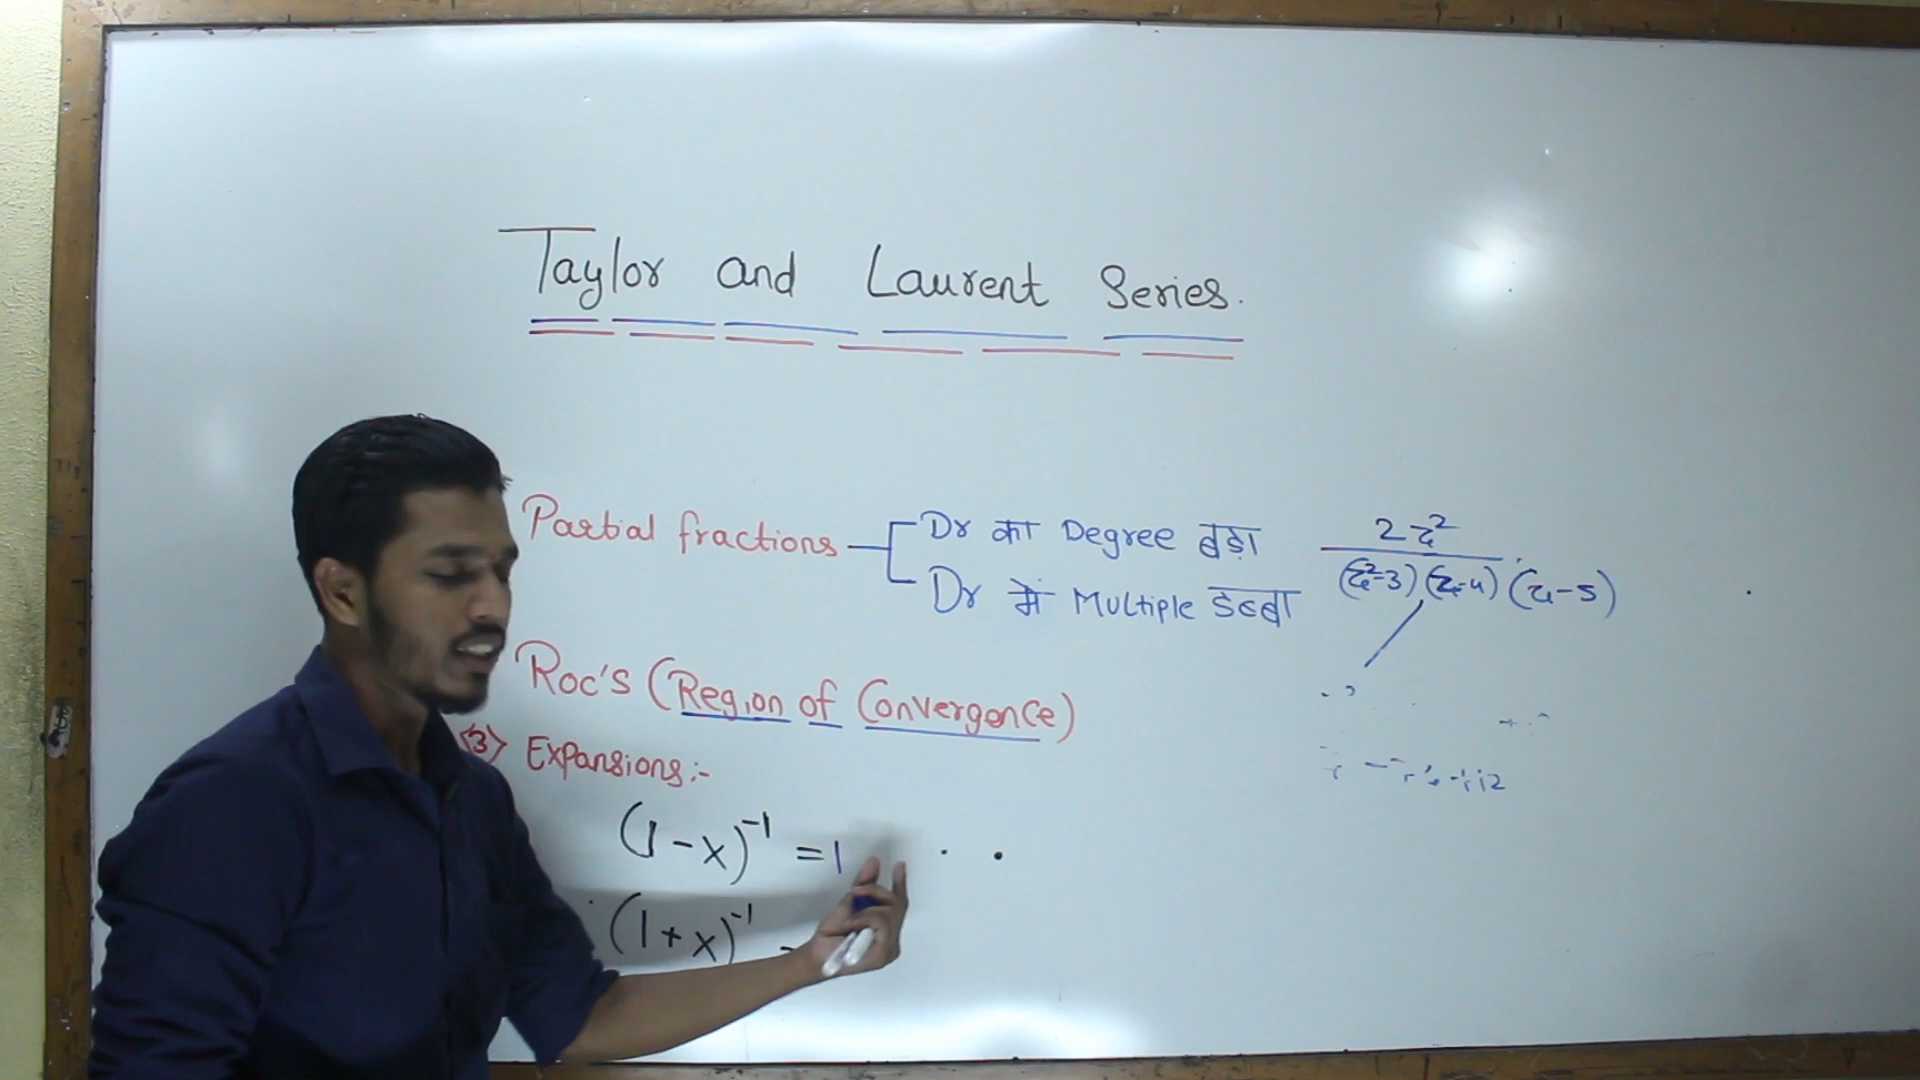 Taylor and Laurent Series.
Partial fractions
Dr का Degree बड़ा
Dr में Multiple डब्बा
2z²
(z²-3) (z-4) (z-5)
Roc's (Region of Convergence)
(3) Expansions:-
(1-x)⁻¹ = 1
(1+x)⁻¹ =